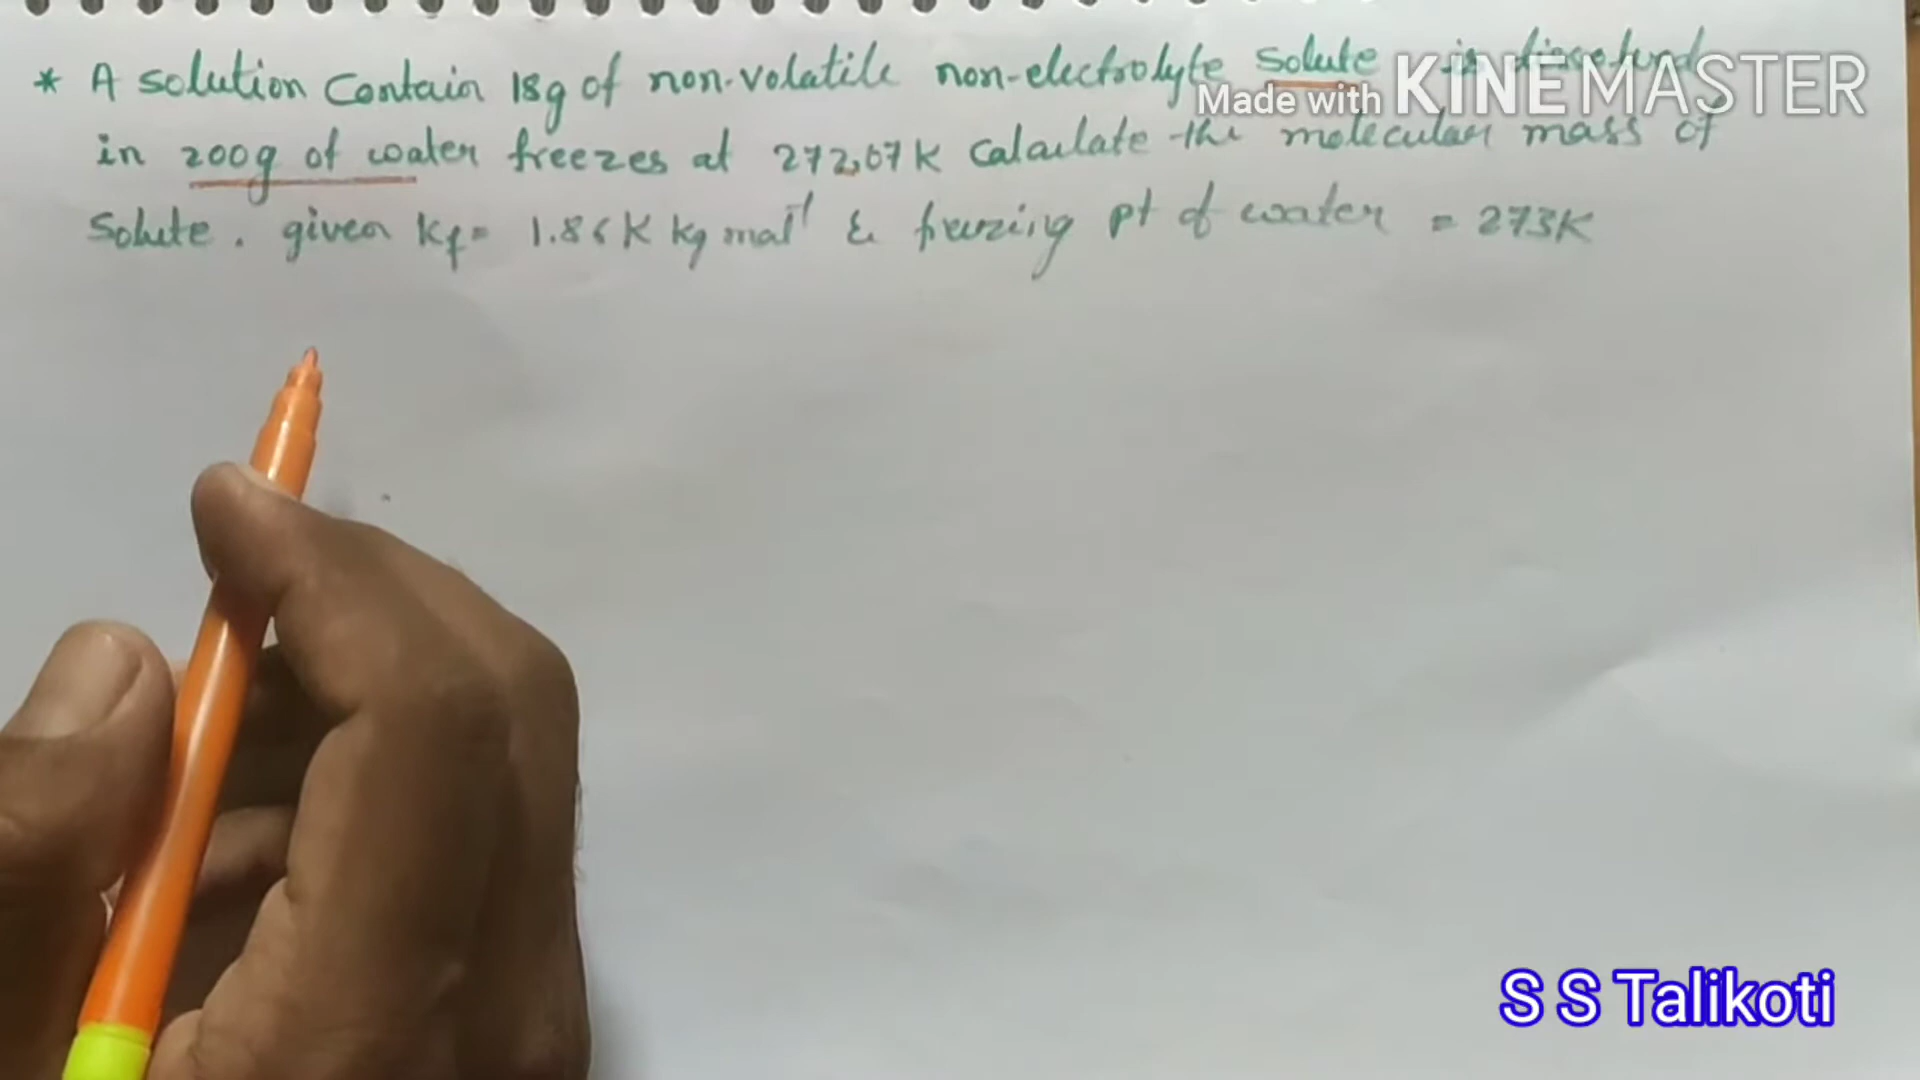 * A solution contain 18g of non-volatile non-electrolyte solute is dissolved
Made with KINEMASTER
in 200g of water freezes at 272.07K calculate the molecular mass of
solute. given Kf = 1.86 K kg mol⁻¹ & freezing pt of water = 273K
S S Talikoti